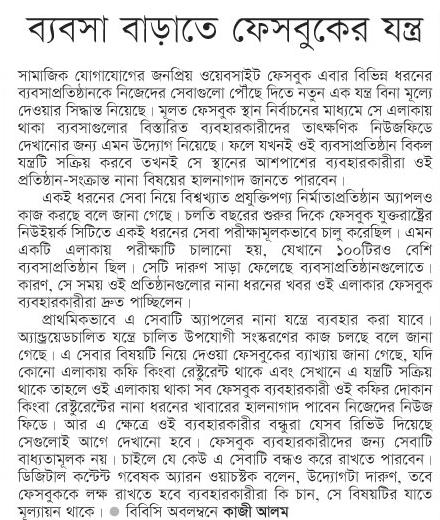 ব্যবসা বাড়াতে ফেসবুকের যন্ত্র
সামাজিক যোগাযোগের জনপ্রিয় ওয়েবসাইট ফেসবুক এবার বিভিন্ন ধরনের
ব্যবসাপ্রতিষ্ঠানকে নিজেদের সেবাগুলো পৌঁছে দিতে নতুন এক যন্ত্র বিনা মূল্যে
দেওয়ার সিদ্ধান্ত নিয়েছে। মূলত ফেসবুক স্থান নির্বাচনের মাধ্যমে সে এলাকায়
থাকা ব্যবসাগুলোর বিস্তারিত ব্যবহারকারীদের তাৎক্ষণিক নিউজফিডে
দেখানোর জন্য এমন উদ্যোগ নিয়েছে। ফলে যখনই ওই ব্যবসাপ্রতিষ্ঠান বিকল
যন্ত্রটি সক্রিয় করবে তখনই সে স্থানের আশপাশের ব্যবহারকারীরা ওই
প্রতিষ্ঠান-সংক্রান্ত নানা বিষয়ের হালনাগাদ জানতে পারবেন।
একই ধরনের সেবা নিয়ে বিশ্বখ্যাত প্রযুক্তিপণ্য নির্মাতাপ্রতিষ্ঠান অ্যাপলও
কাজ করছে বলে জানা গেছে। চলতি বছরের শুরুর দিকে ফেসবুক যুক্তরাষ্ট্রের
নিউইয়র্ক সিটিতে একই ধরনের সেবা পরীক্ষামূলকভাবে চালু করেছিল। এমন
একটি এলাকায় পরীক্ষাটি চালানো হয়, যেখানে ১০০টিরও বেশি
ব্যবসাপ্রতিষ্ঠান ছিল। সেটি দারুণ সাড়া ফেলেছে ব্যবসাপ্রতিষ্ঠানগুলোতে।
কারণ, সে সময় ওই প্রতিষ্ঠানগুলোর নানা ধরনের খবর ওই এলাকার ফেসবুক
ব্যবহারকারীরা দ্রুত পাচ্ছিলেন।
প্রাথমিকভাবে এ সেবাটি অ্যাপলের নানা যন্ত্রে ব্যবহার করা যাবে।
অ্যান্ড্রয়েডচালিত যন্ত্রে চালিত উপযোগী সংস্করণের কাজ চলছে বলে জানা
গেছে। এ সেবার বিষয়টি নিয়ে দেওয়া ফেসবুকের ব্যাখ্যায় জানা গেছে, যদি
কোনো এলাকায় কফি কিংবা রেস্টুরেন্ট থাকে এবং সেখানে এ যন্ত্রটি সক্রিয়
থাকে তাহলে ওই এলাকায় থাকা সব ফেসবুক ব্যবহারকারী ওই কফির দোকান
কিংবা রেস্টুরেন্টের নানা ধরনের খাবারের হালনাগাদ পাবেন নিজেদের নিউজ
ফিডে। আর এ ক্ষেত্রে ওই ব্যবহারকারীর বন্ধুরা যেসব রিভিউ দিয়েছে
সেগুলোই আগে দেখানো হবে। ফেসবুক ব্যবহারকারীদের জন্য সেবাটি
বাধ্যতামূলক নয়। চাইলে যে কেউ এ সেবাটি বন্ধও করে রাখতে পারবেন।
ডিজিটাল কন্টেন্ট গবেষক অ্যারন ওয়াচস্টক বলেন, উদ্যোগটা দারুণ, তবে
ফেসবুককে লক্ষ রাখতে হবে ব্যবহারকারীরা কি চান, সে বিষয়টির যাতে
মূল্যায়ন থাকে। ● বিবিসি অবলম্বনে কাজী আলম